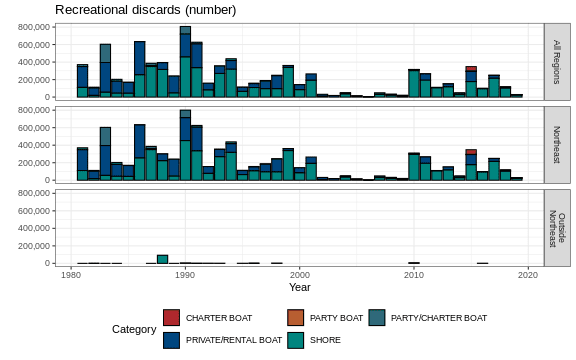 Recreational discards (number)
800,000
600,000
400,000
200,000
0
All Regions
800,000
600,000
400,000
200,000
0
Northeast
800,000
600,000
400,000
200,000
0
Outside
Northeast
1980 1990 2000 2010 2020
Year
Category
CHARTER BOAT PARTY BOAT PARTY/CHARTER BOAT
PRIVATE/RENTAL BOAT SHORE